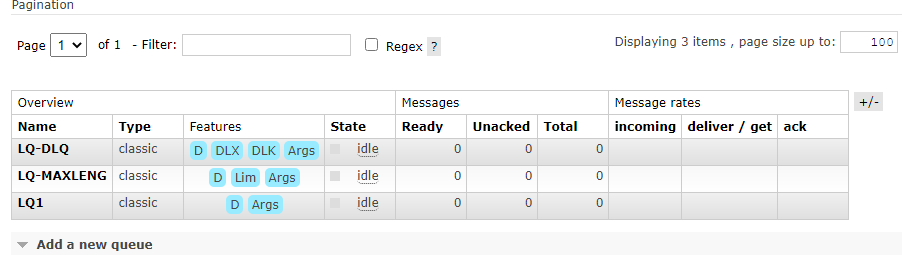 Pagination
Page 1 of 1 - Filter: Regex ?
Displaying 3 items , page size up to: 100
Overview Messages Message rates +/-
Name Type Features State Ready Unacked Total incoming deliver / get ack
LQ-DLQ classic D DLX DLK Args idle 0 0 0
LQ-MAXLENG classic D Lim Args idle 0 0 0
LQ1 classic D Args idle 0 0 0
Add a new queue